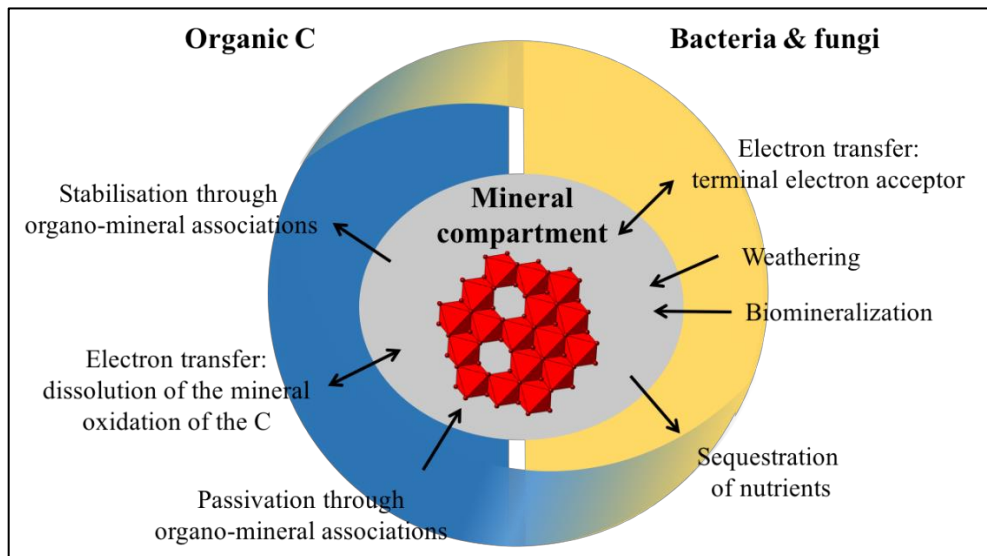 Organic C
Bacteria & fungi
Mineral
compartment
Stabilisation through
organo-mineral associations
Electron transfer:
dissolution of the mineral
oxidation of the C
Passivation through
organo-mineral associations
Electron transfer:
terminal electron acceptor
Weathering
Biomineralization
Sequestration
of nutrients